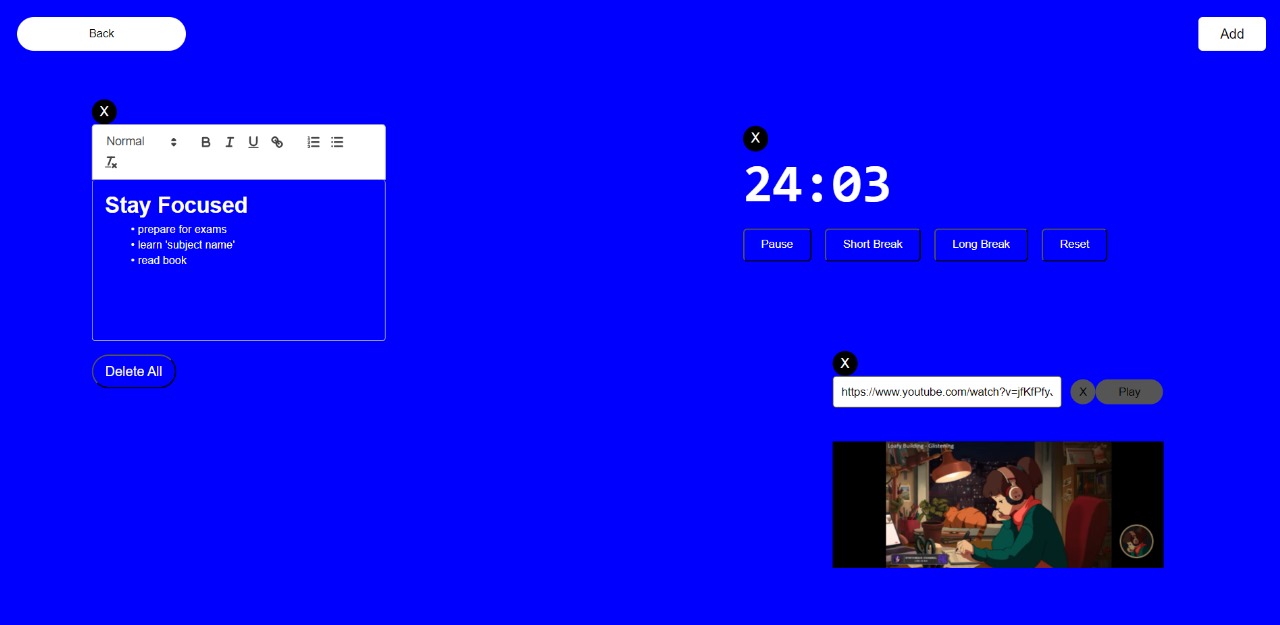 Back
Add
X
Normal
B I U
Stay Focused
• prepare for exams
• learn 'subject name'
• read book
Delete All
X
24:03
Pause
Short Break
Long Break
Reset
X
https://www.youtube.com/watch?v=jfKfPfy
X
Play
Building - Glistening